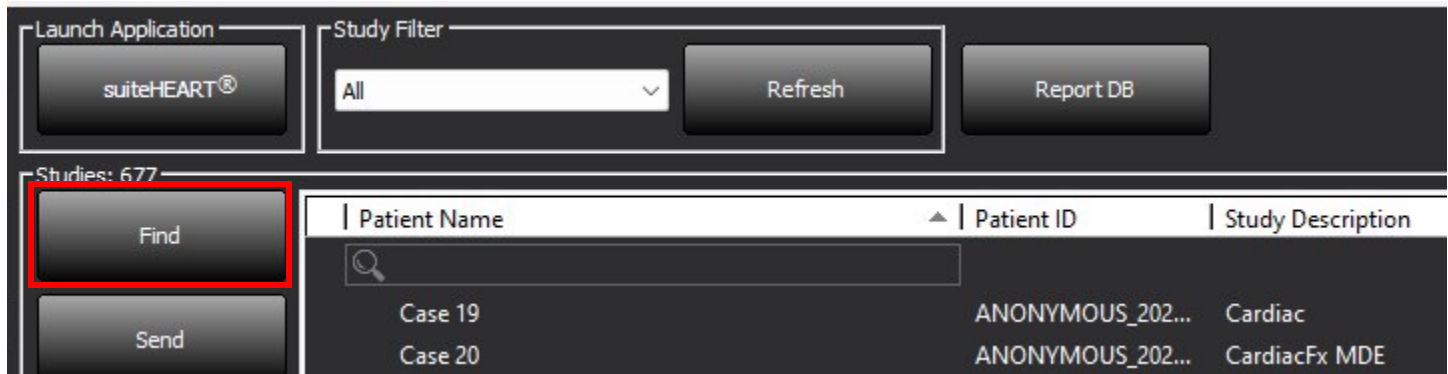 Launch Application
Study Filter
suiteHEART®
All
Refresh
Report DB
Studies: 677
Find
Patient Name
Patient ID
Study Description
Send
Case 19
ANONYMOUS_202...
Cardiac
Case 20
ANONYMOUS_202...
CardiacFx MDE